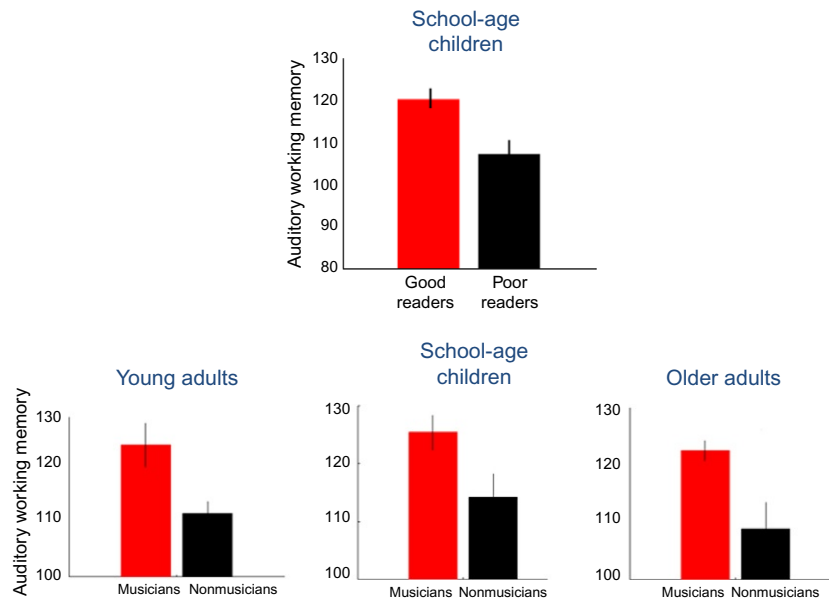 School-age
children
Auditory working memory
130
120
110
100
90
80
Good
readers
Poor
readers
Young adults
Auditory working memory
130
120
110
100
Musicians
Nonmusicians
School-age
children
130
120
110
100
Musicians
Nonmusicians
Older adults
130
120
110
100
Musicians
Nonmusicians